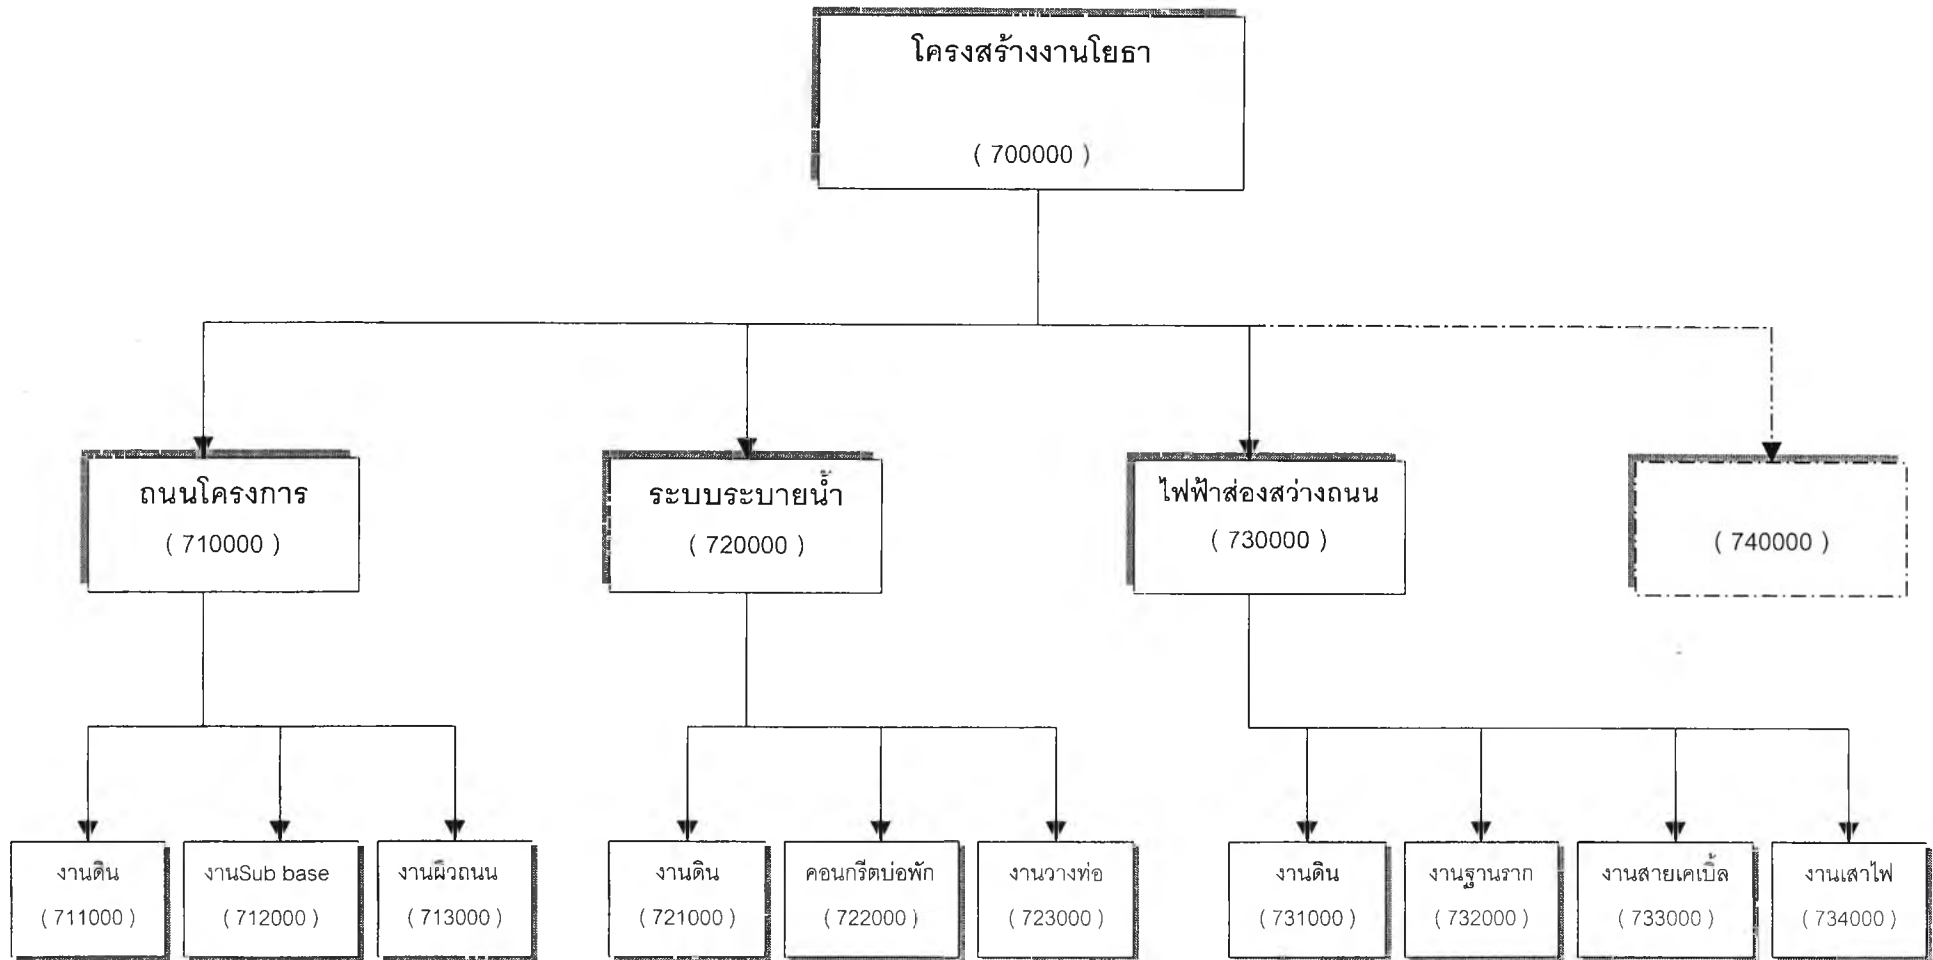 โครงสร้างงานโยธา
( 700000 )
ถนนโครงการ
( 710000 )
ระบบระบายน้ำ
( 720000 )
ไฟฟ้าส่องสว่างถนน
( 730000 )
( 740000 )
งานดิน
( 711000 )
งานSub base
( 712000 )
งานผิวถนน
( 713000 )
งานดิน
( 721000 )
คอนกรีตบ่อพัก
( 722000 )
งานวางท่อ
( 723000 )
งานดิน
( 731000 )
งานฐานราก
( 732000 )
งานสายเคเบิ้ล
( 733000 )
งานเสาไฟ
( 734000 )